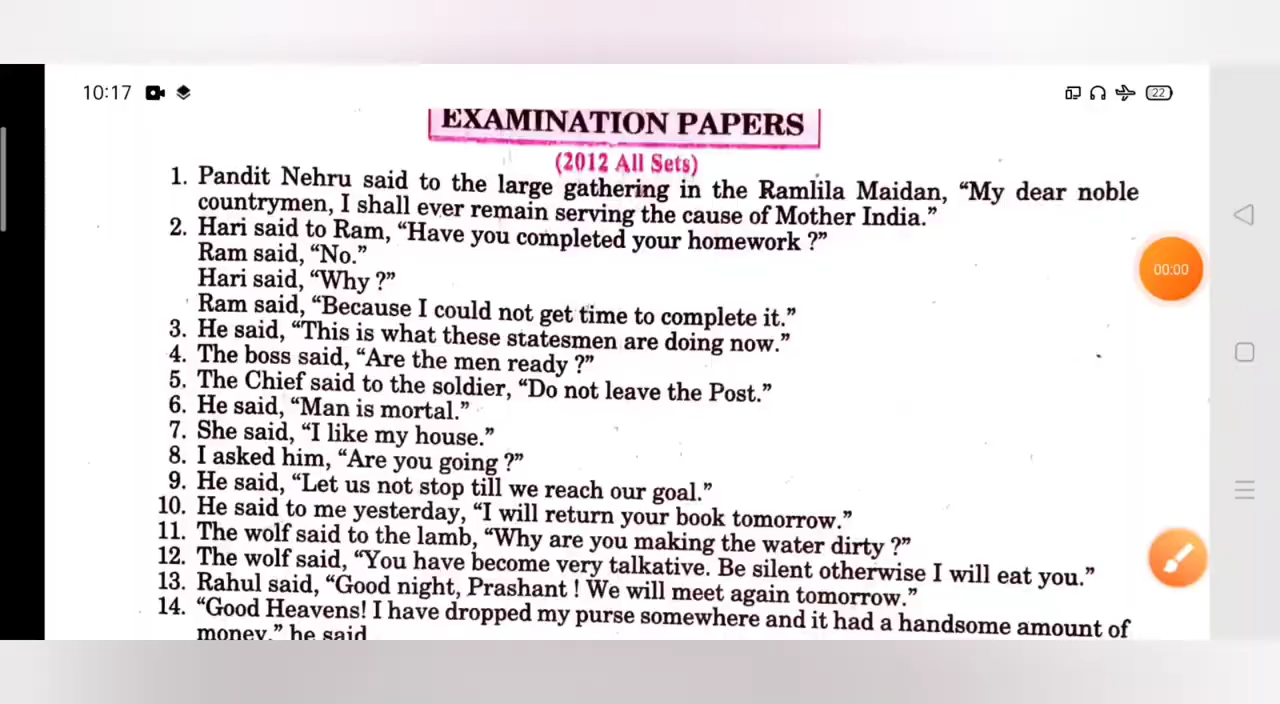 10:17
22
EXAMINATION PAPERS
(2012 All Sets)
1. Pandit Nehru said to the large gathering in the Ramlila Maidan, “My dear noble
countrymen, I shall ever remain serving the cause of Mother India.”
2. Hari said to Ram, “Have you completed your homework ?”
Ram said, “No.”
Hari said, “Why ?”
Ram said, “Because I could not get time to complete it.”
3. He said, “This is what these statesmen are doing now.”
4. The boss said, “Are the men ready ?”
5. The Chief said to the soldier, “Do not leave the Post.”
6. He said, “Man is mortal.”
7. She said, “I like my house.”
8. I asked him, “Are you going ?”
9. He said, “Let us not stop till we reach our goal.”
10. He said to me yesterday, “I will return your book tomorrow.”
11. The wolf said to the lamb, “Why are you making the water dirty ?”
12. The wolf said, “You have become very talkative. Be silent otherwise I will eat you.”
13. Rahul said, “Good night, Prashant ! We will meet again tomorrow.”
14. “Good Heavens! I have dropped my purse somewhere and it had a handsome amount of
money,” he said
00:00